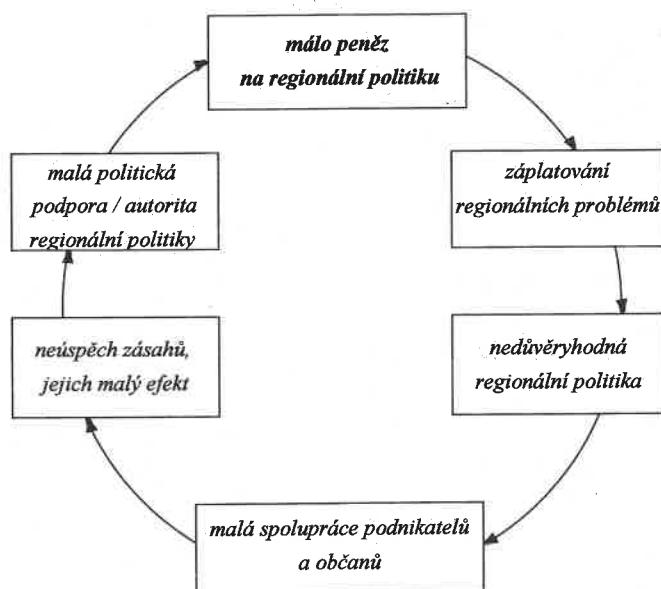 málo peněz
na regionální politiku
záplatování
regionálních problémů
nedůvěryhodná
regionální politika
malá spolupráce podnikatelů
a občanů
neúspěch zásahů,
jejich malý efekt
malá politická
podpora / autorita
regionální politiky